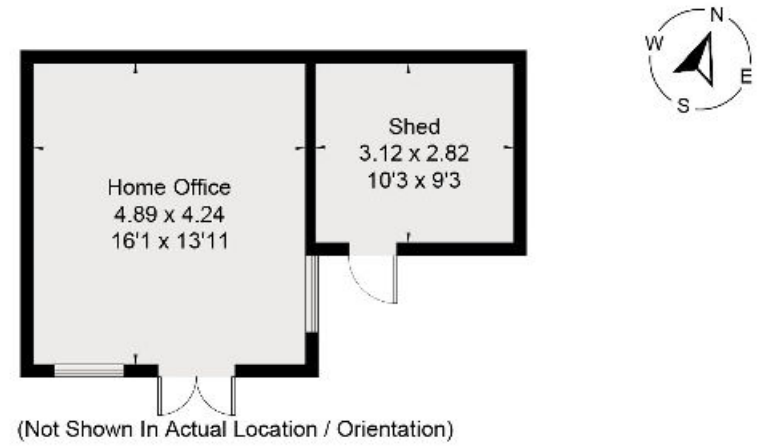 N
W
E
S
Shed
3.12 x 2.82
10'3 x 9'3
Home Office
4.89 x 4.24
16'1 x 13'11
(Not Shown In Actual Location / Orientation)